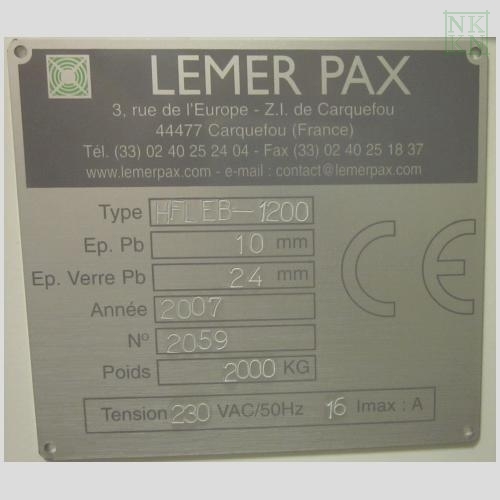 NK
KN
LEMER PAX
3, rue de l'Europe - Z.I. de Carquefou
44477 Carquefou (France)
Tél. (33) 02 40 25 24 04 - Fax (33) 02 40 25 18 37
www.lemerpax.com - e-mail : contact@lemerpax.com
Type HFL EB-1200
Ep. Pb 10 mm
Ep. Verre Pb 24 mm
Année 2007
N° 2059
Poids 2000 KG
CE
Tension 230 VAC/50Hz 16 Imax : A